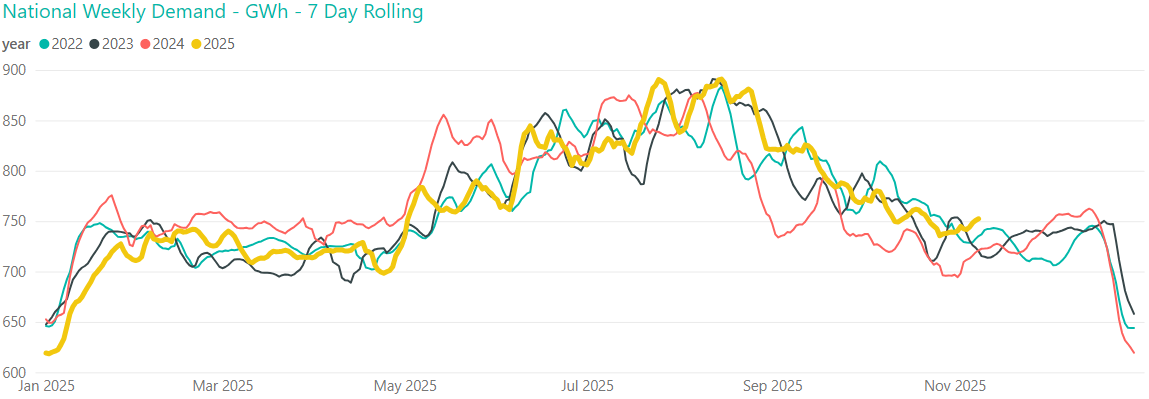 National Weekly Demand - GWh - 7 Day Rolling
year 2022 2023 2024 2025
900
850
800
750
700
650
600
Jan 2025 Mar 2025 May 2025 Jul 2025 Sep 2025 Nov 2025